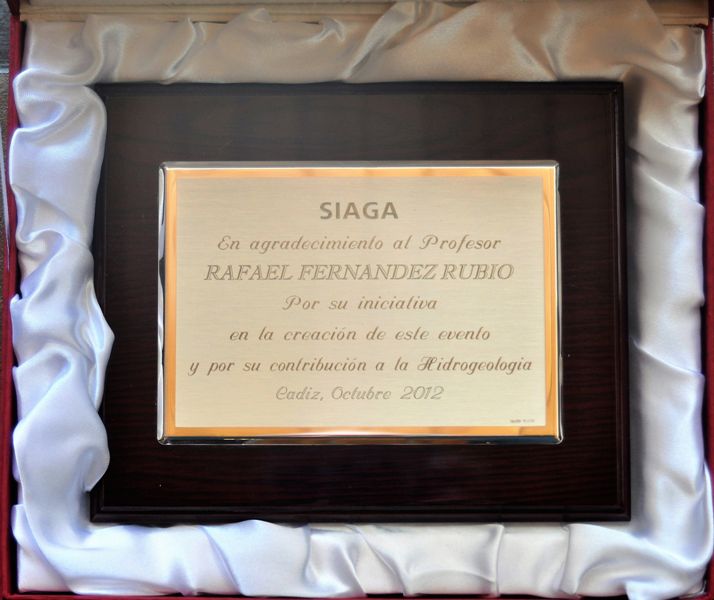 SIAGA
En agradecimiento al Profesor
RAFAEL FERNANDEZ RUBIO
Por su iniciativa
en la creación de este evento
y por su contribución a la Hidrogeologia
Cadiz, Octubre 2012